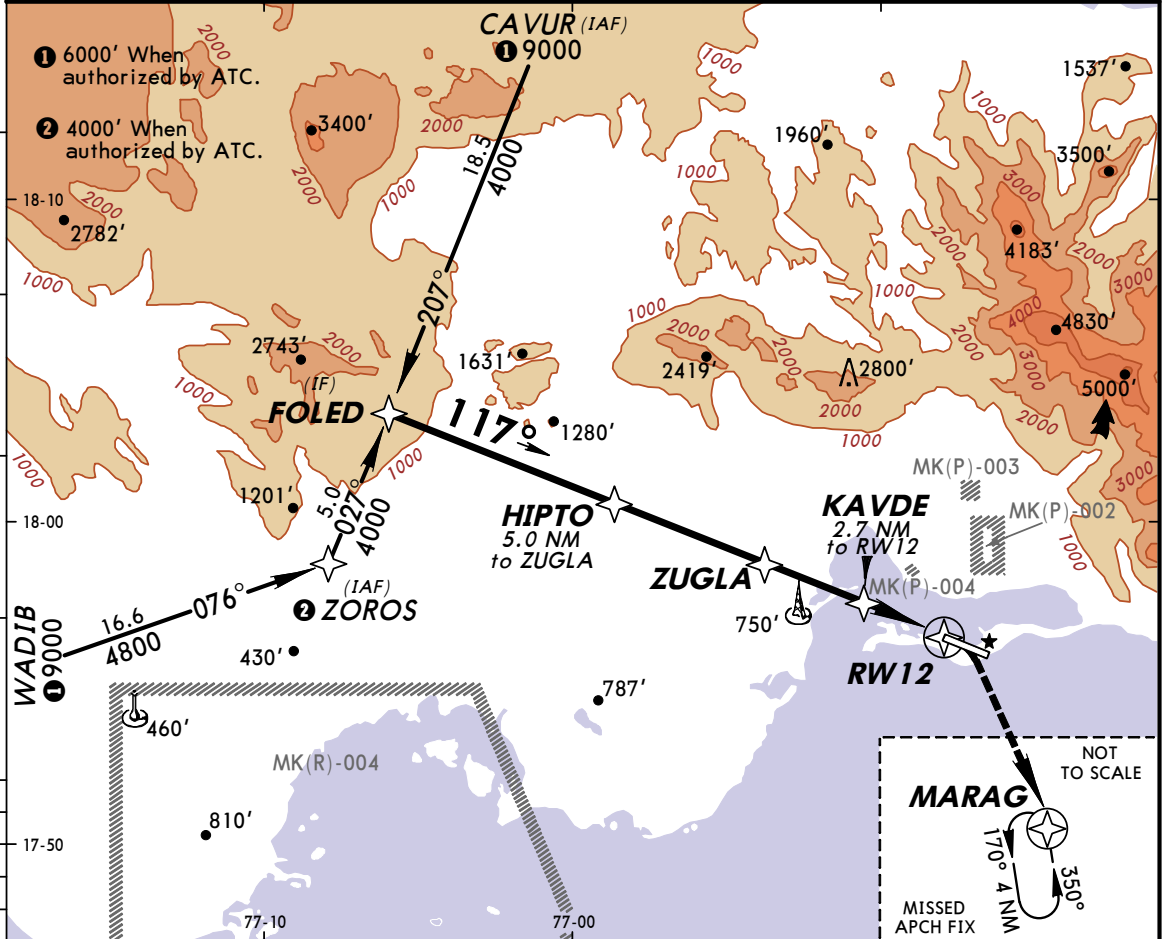 ❶ 6000' When
authorized by ATC.
❷ 4000' When
authorized by ATC.
CAVUR (IAF)
❶ 9000
2000
1000
1537'
3400'
2000
18.5
4000
1960'
1000
3500'
2000
1000
1000
3000
18-10
2000
2782'
2000
4183'
2000
1000
207°
1000
3000
1000
2743'
2000
1631'
2000
2419'
2000
2800'
2000
4000
4830'
1000
(IF)
FOLED
117°
1280'
2000
3000
5000'
2000
1000
1000
1000
1201'
5.0
027°
4000
MK(P)-003
3000
18-00
HIPTO
5.0 NM
to ZUGLA
KAVDE
2.7 NM
to RW12
MK(P)-002
1000
ZUGLA
MK(P)-004
16.6
076°
4800
(IAF)
❷ ZOROS
750'
WADIB
❶ 9000
430'
RW12
787'
460'
MK(R)-004
NOT
TO SCALE
MARAG
810'
17-50
170° 4 NM
350°
77-10
77-00
MISSED
APCH FIX